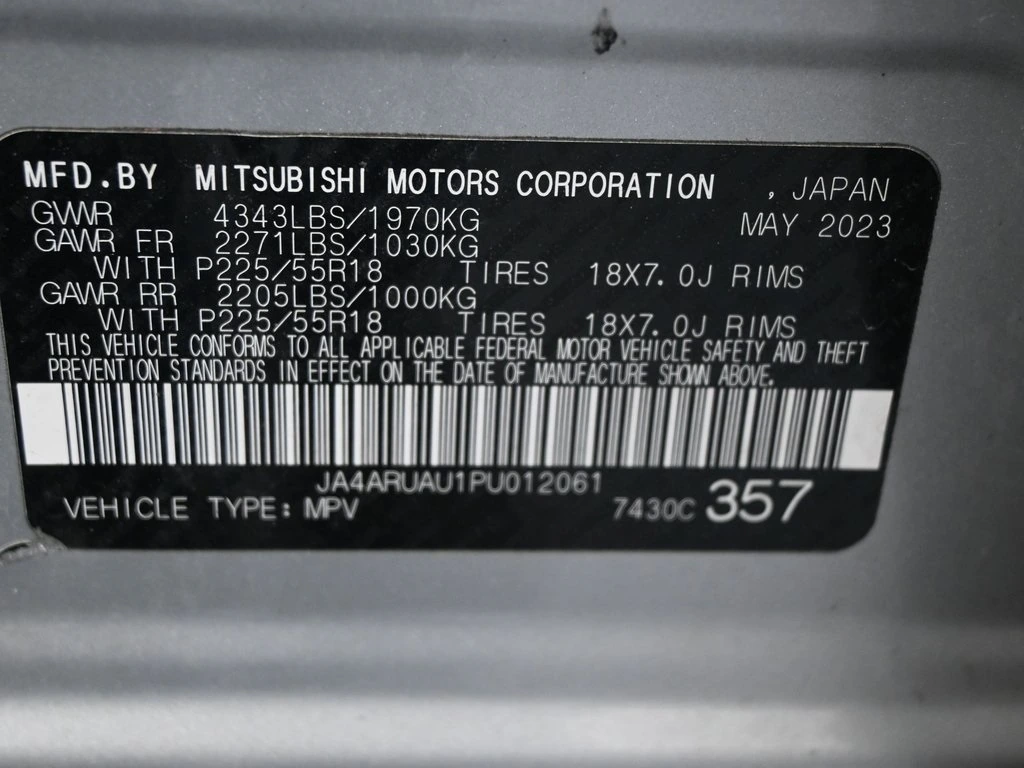 MFD.BY MITSUBISHI MOTORS CORPORATION , JAPAN
GVWR 4343LBS/1970KG MAY 2023
GAWR FR 2271LBS/1030KG
WITH P225/55R18 TIRES 18X7.0J RIMS
GAWR RR 2205LBS/1000KG
WITH P225/55R18 TIRES 18X7.0J RIMS
THIS VEHICLE CONFORMS TO ALL APPLICABLE FEDERAL MOTOR VEHICLE SAFETY AND THEFT
PREVENTION STANDARDS IN EFFECT ON THE DATE OF MANUFACTURE SHOWN ABOVE.
JA4ARUAU1PU012061
VEHICLE TYPE: MPV 7430C 357